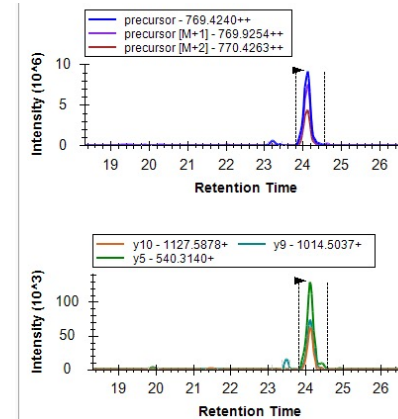 precursor - 769.4240++
precursor [M+1] - 769.9254++
precursor [M+2] - 770.4263++
Intensity (10^6)
10
5
0
19 20 21 22 23 24 25 26
Retention Time
y10 - 1127.5878+ y9 - 1014.5037+
y5 - 540.3140+
Intensity (10^3)
100
50
0
19 20 21 22 23 24 25 26
Retention Time